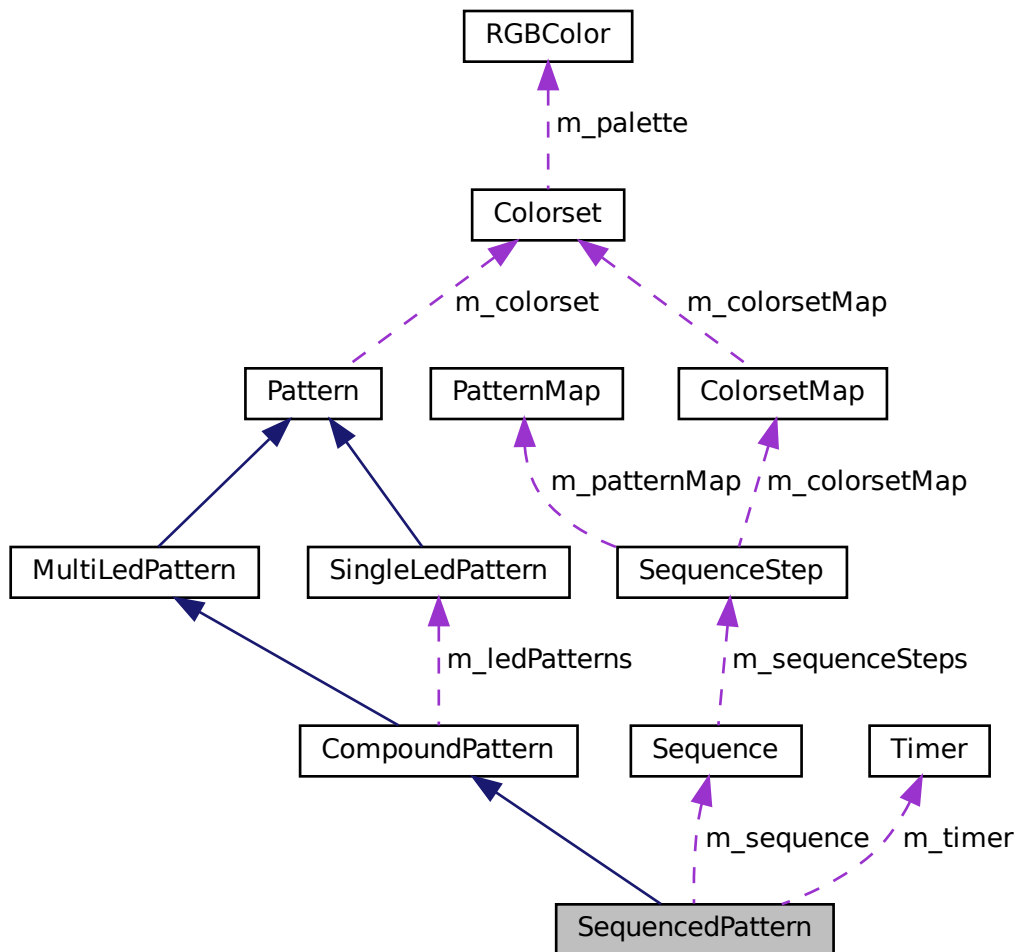 RGBColor
m_palette
Colorset
m_colorset
m_colorsetMap
Pattern
PatternMap
ColorsetMap
m_patternMap
m_colorsetMap
MultiLedPattern
SingleLedPattern
SequenceStep
m_ledPatterns
m_sequenceSteps
CompoundPattern
Sequence
Timer
m_sequence
m_timer
SequencedPattern